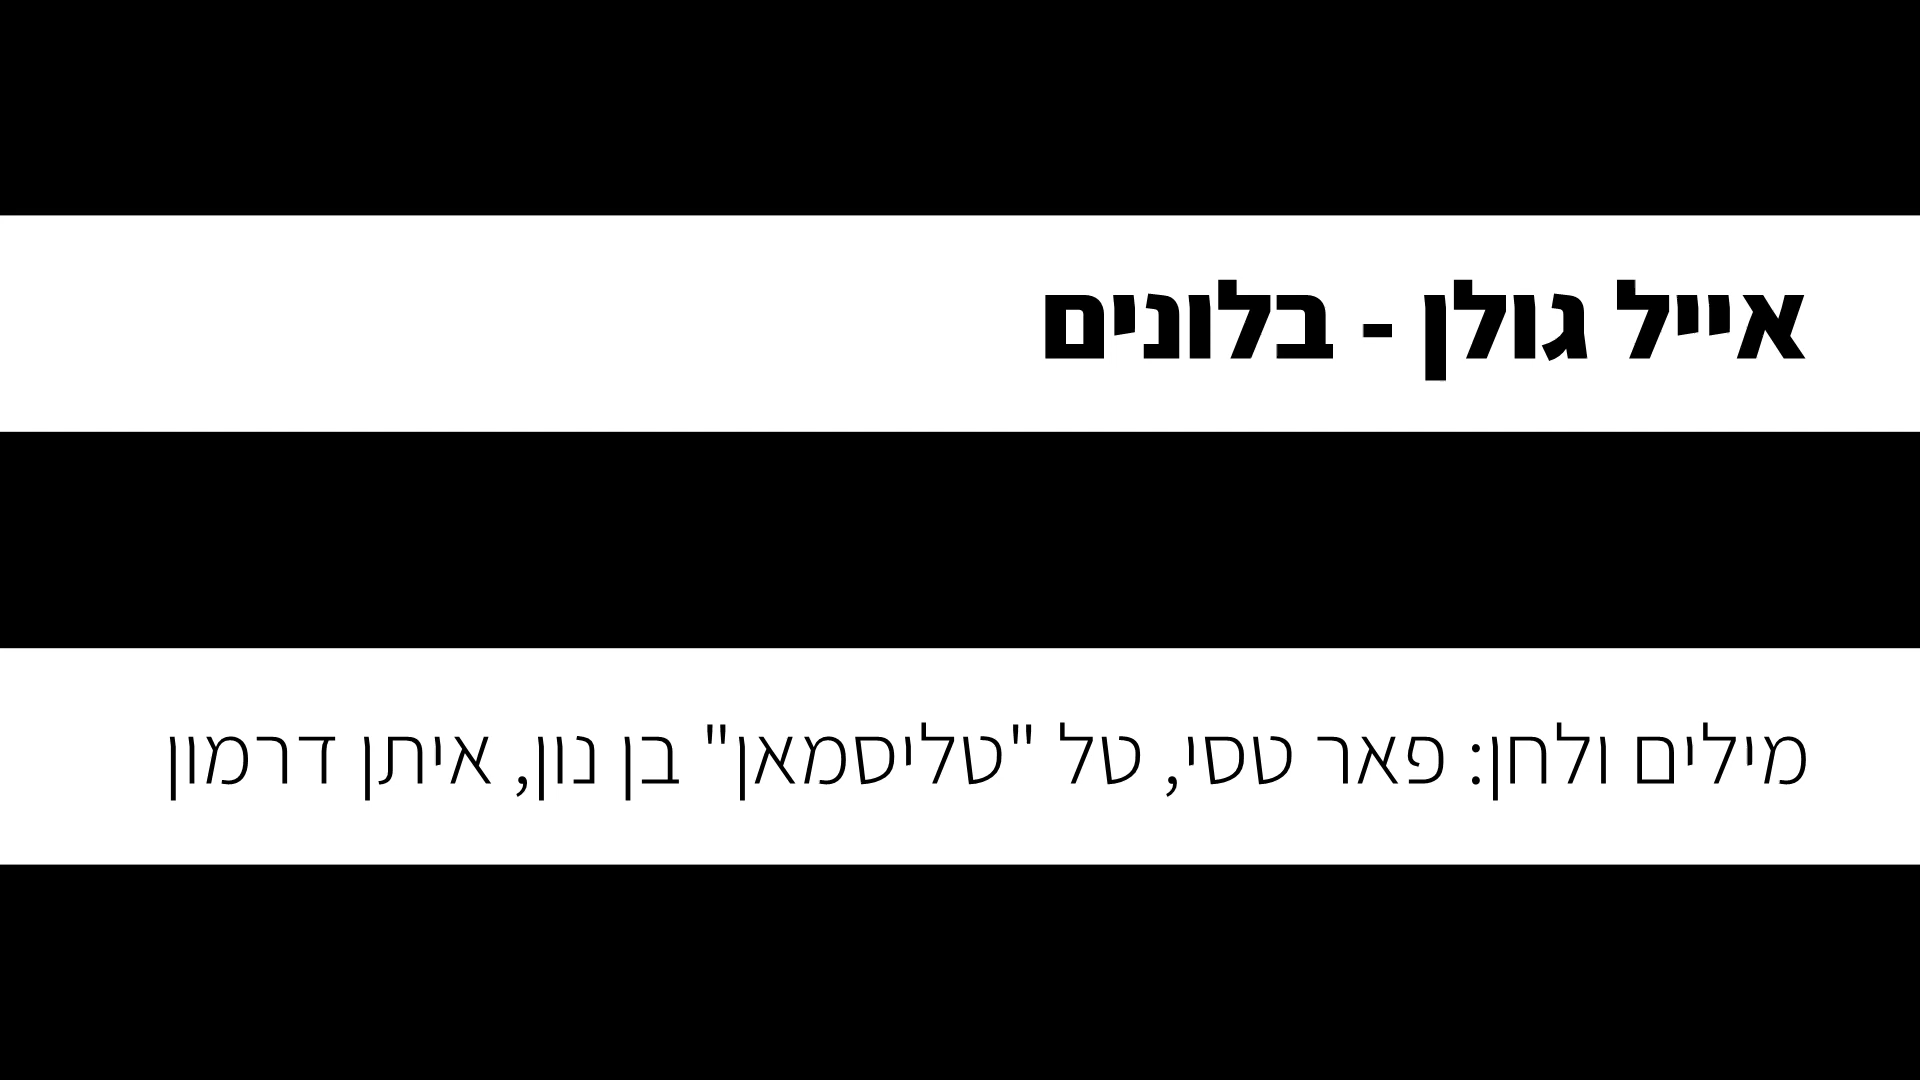 אייל גולן - בלונים
מילים ולחן: פאר טסי, טל "טליסמאן" בן נון, איתן דרמון